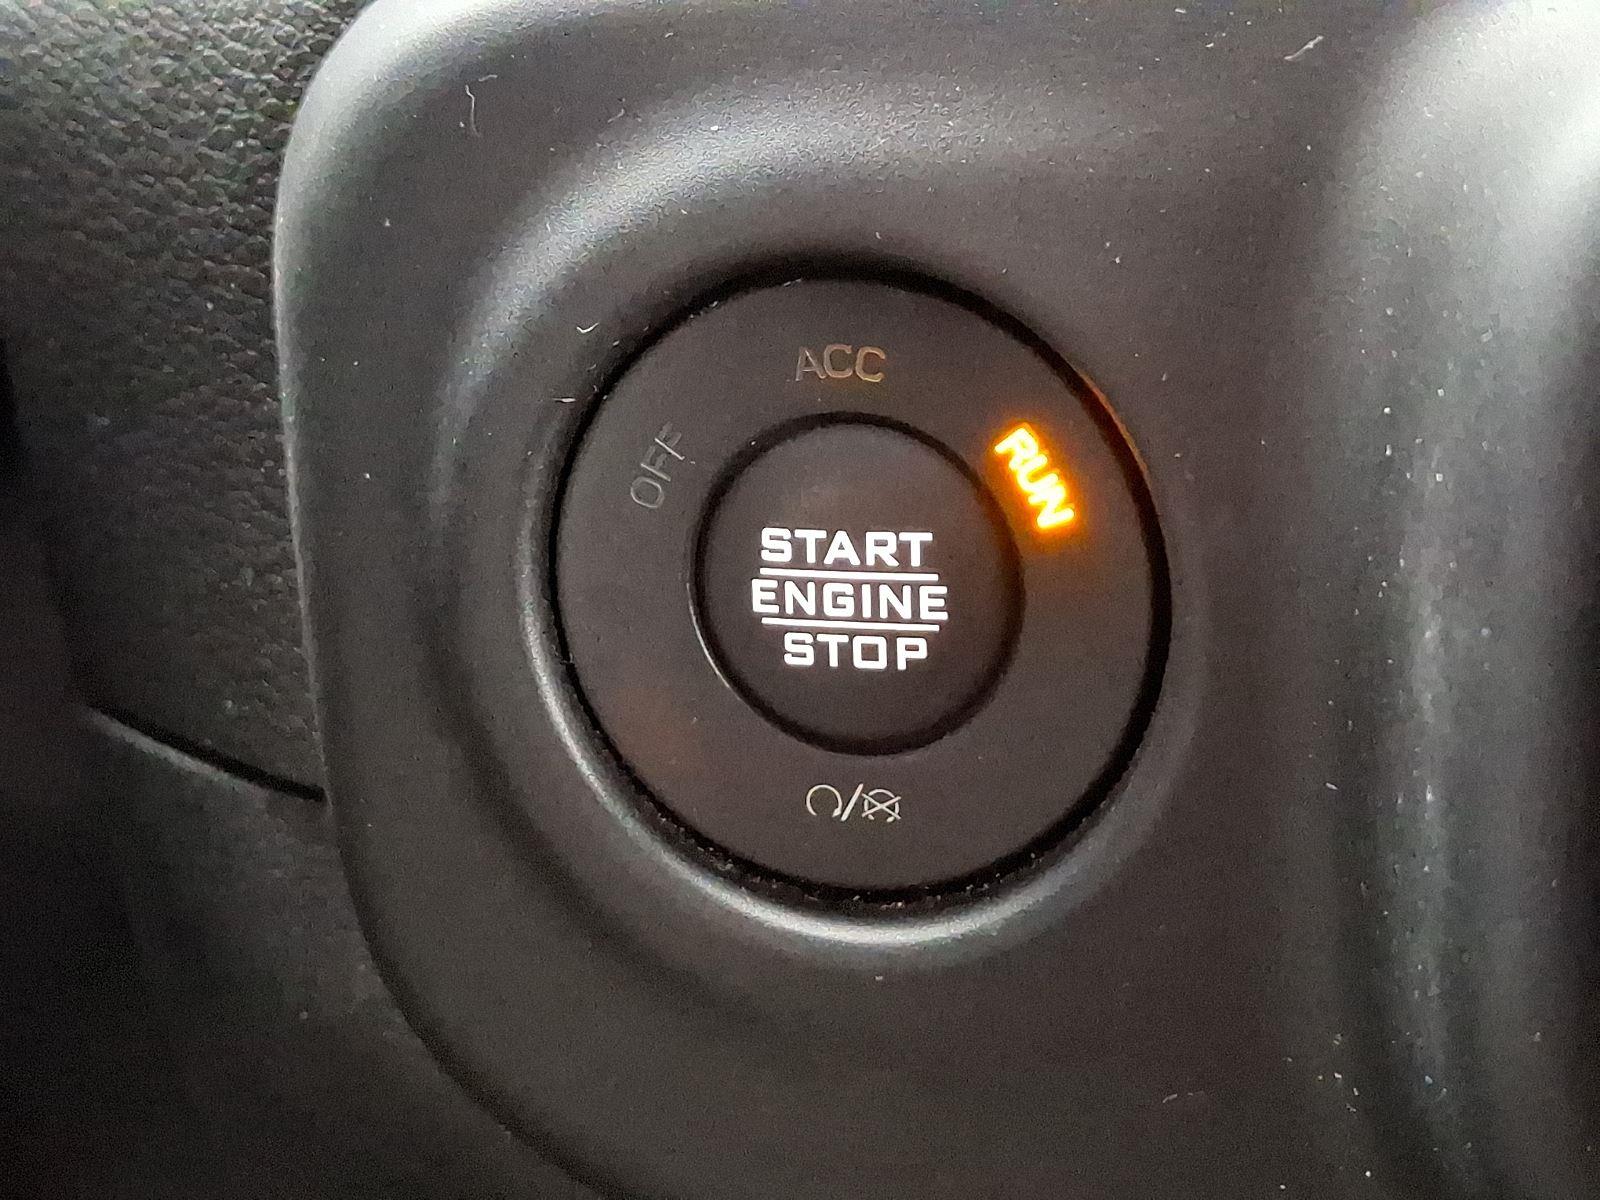 ACC
OFF
RUN
START
ENGINE
STOP